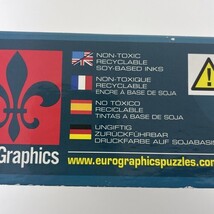 NON-TOXIC
RECYCLABLE
SOY-BASED INKS
NON-TOXIQUE
RECYCLABLE
ENCRE À BASE DE SOJA
NO TÓXICO
RECICLABLE
TINTAS A BASE DE SOJA
UNGIFTIG
ZURÜCKFÜHRBAR
DRUCKFARBE AUF SOJABASIS
Graphics
www.eurographicspuzzles.com